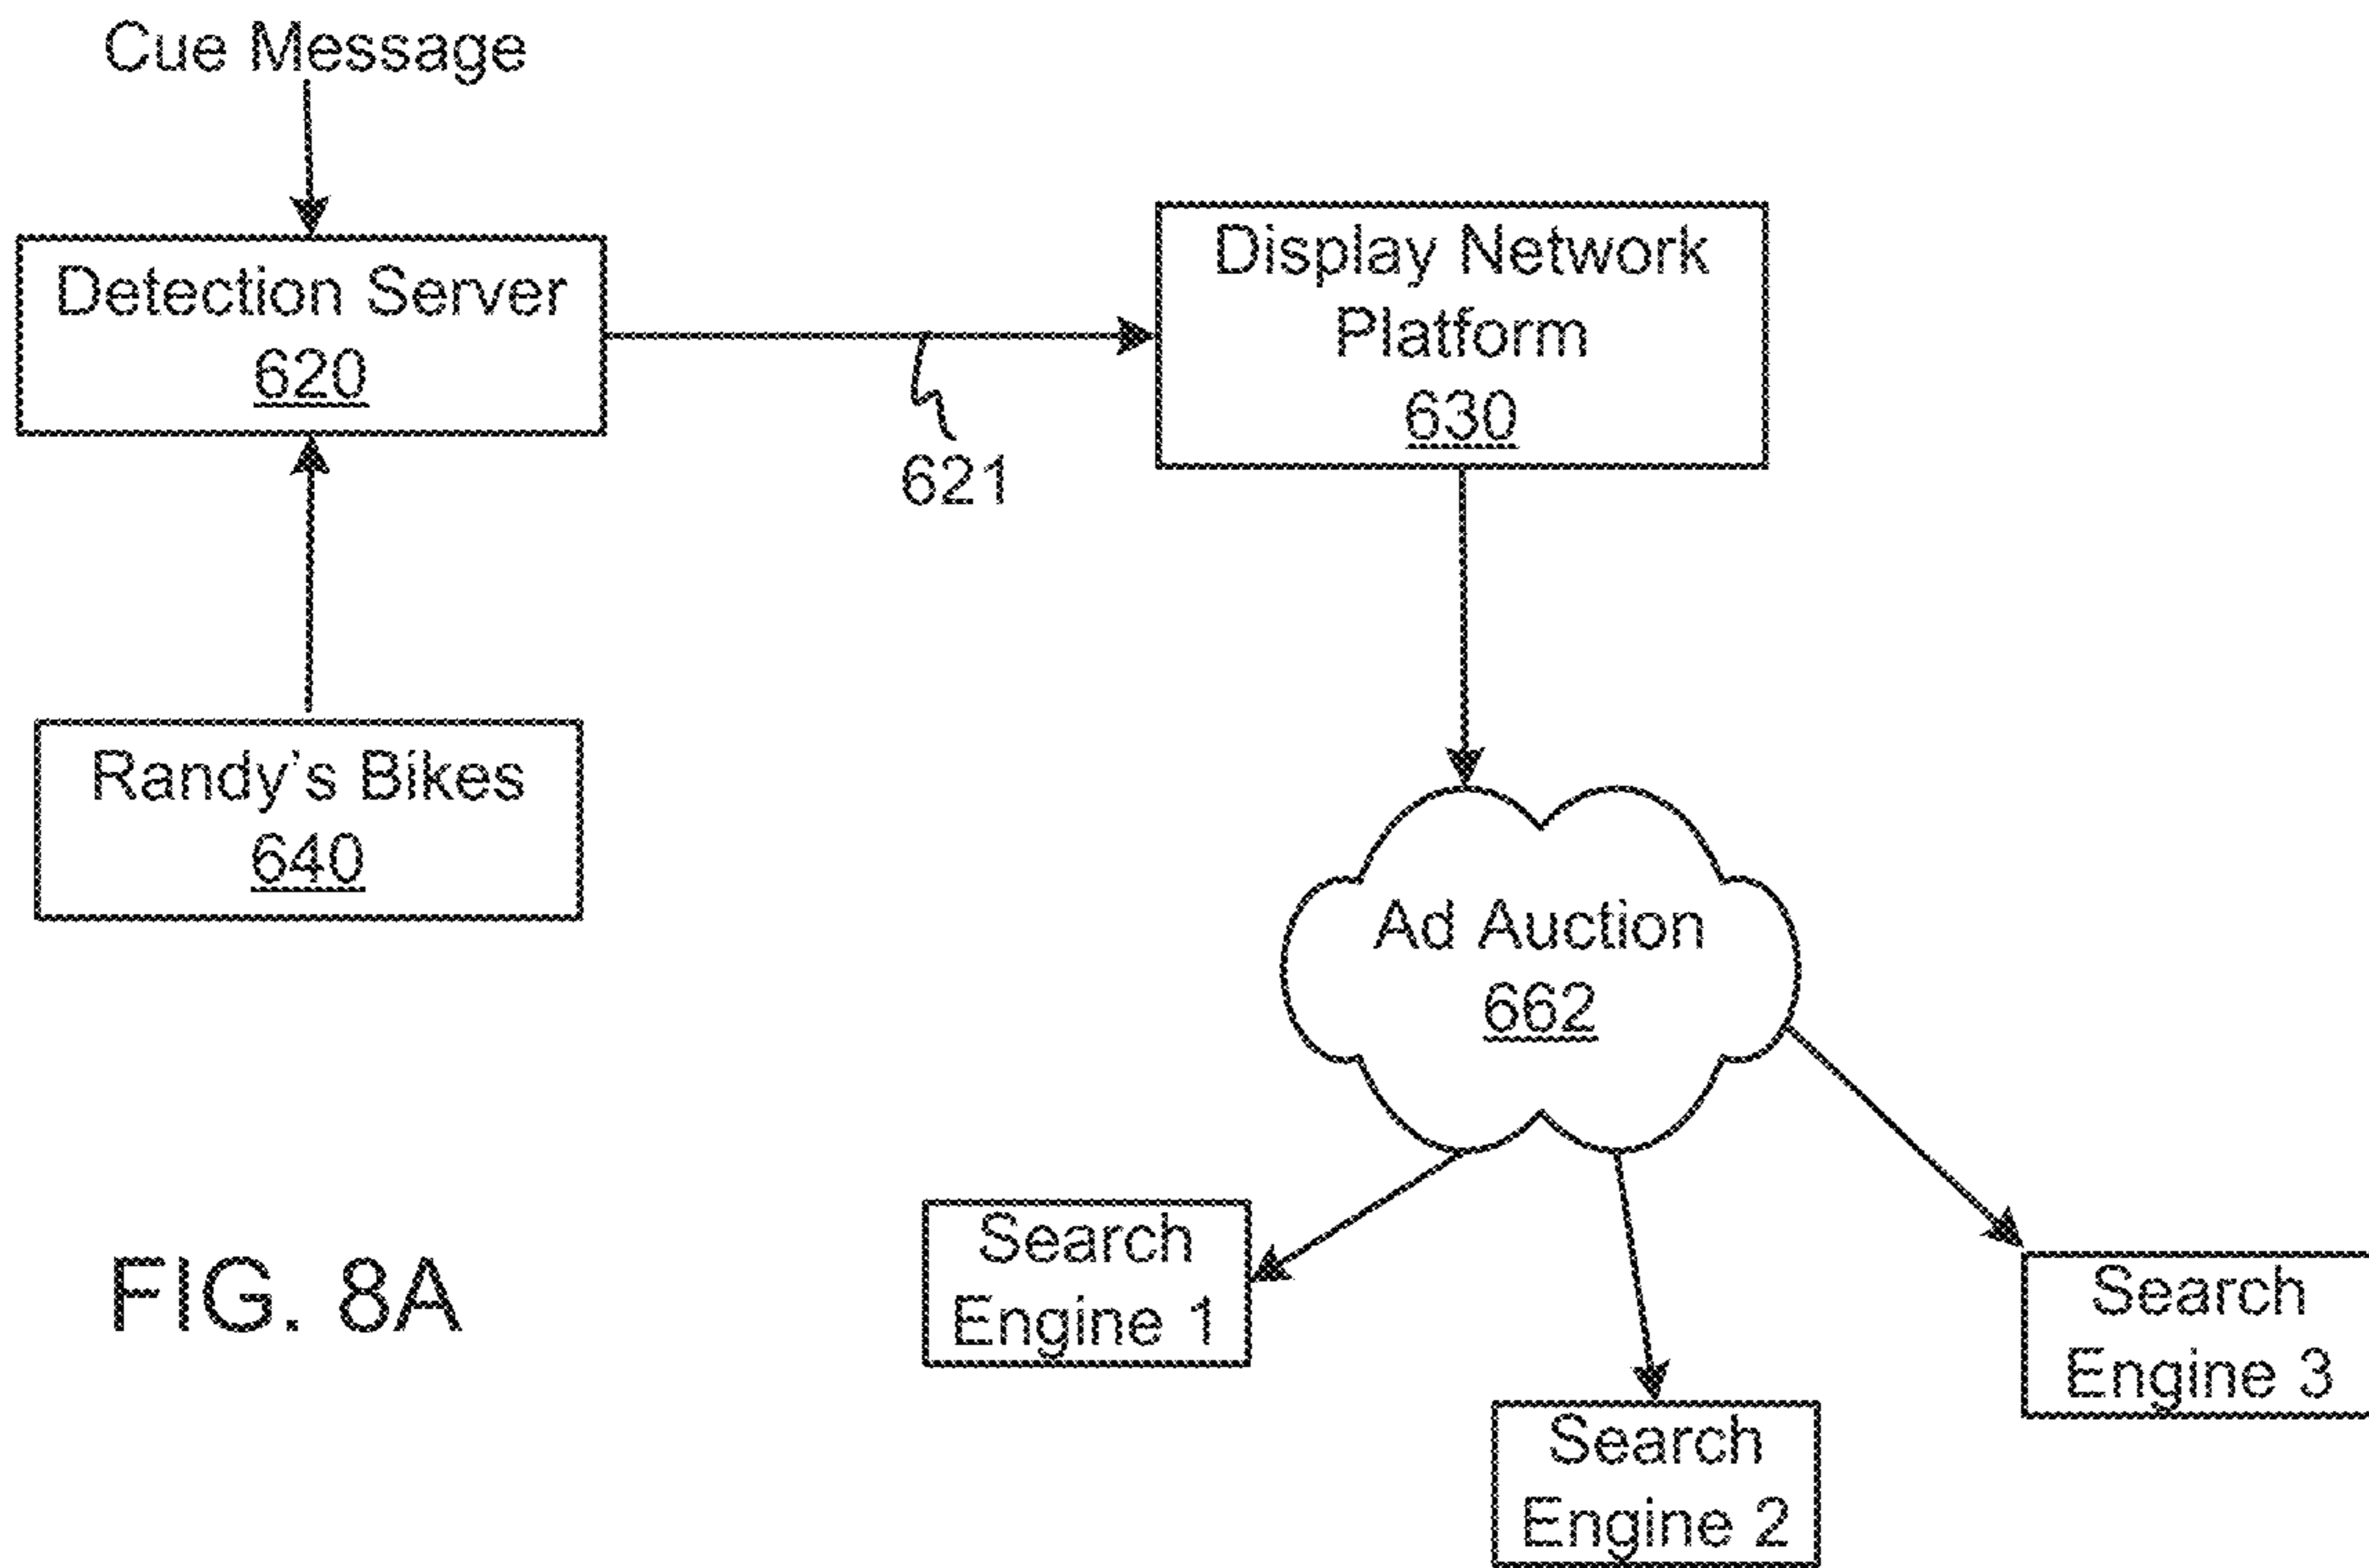 Cue Message
Detection Server
620
621
Display Network
Platform
630
Randy's Bikes
640
Ad Auction
662
Search
Engine 1
Search
Engine 2
Search
Engine 3
FIG. 8A